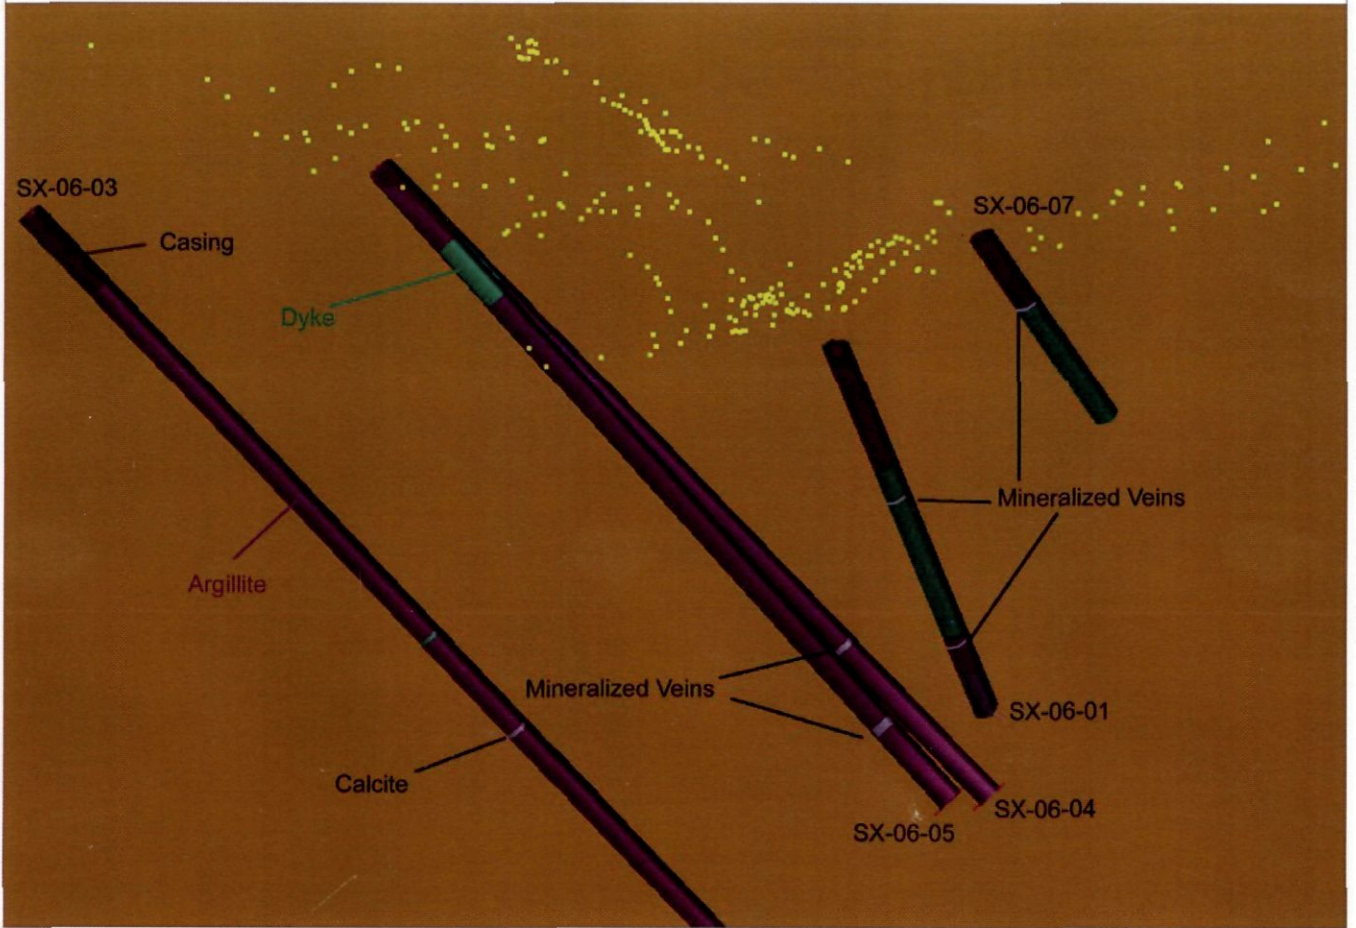 SX-06-03
Casing
SX-06-07
Dyke
Mineralized Veins
Argillite
Mineralized Veins
SX-06-01
Calcite
SX-06-04
SX-06-05